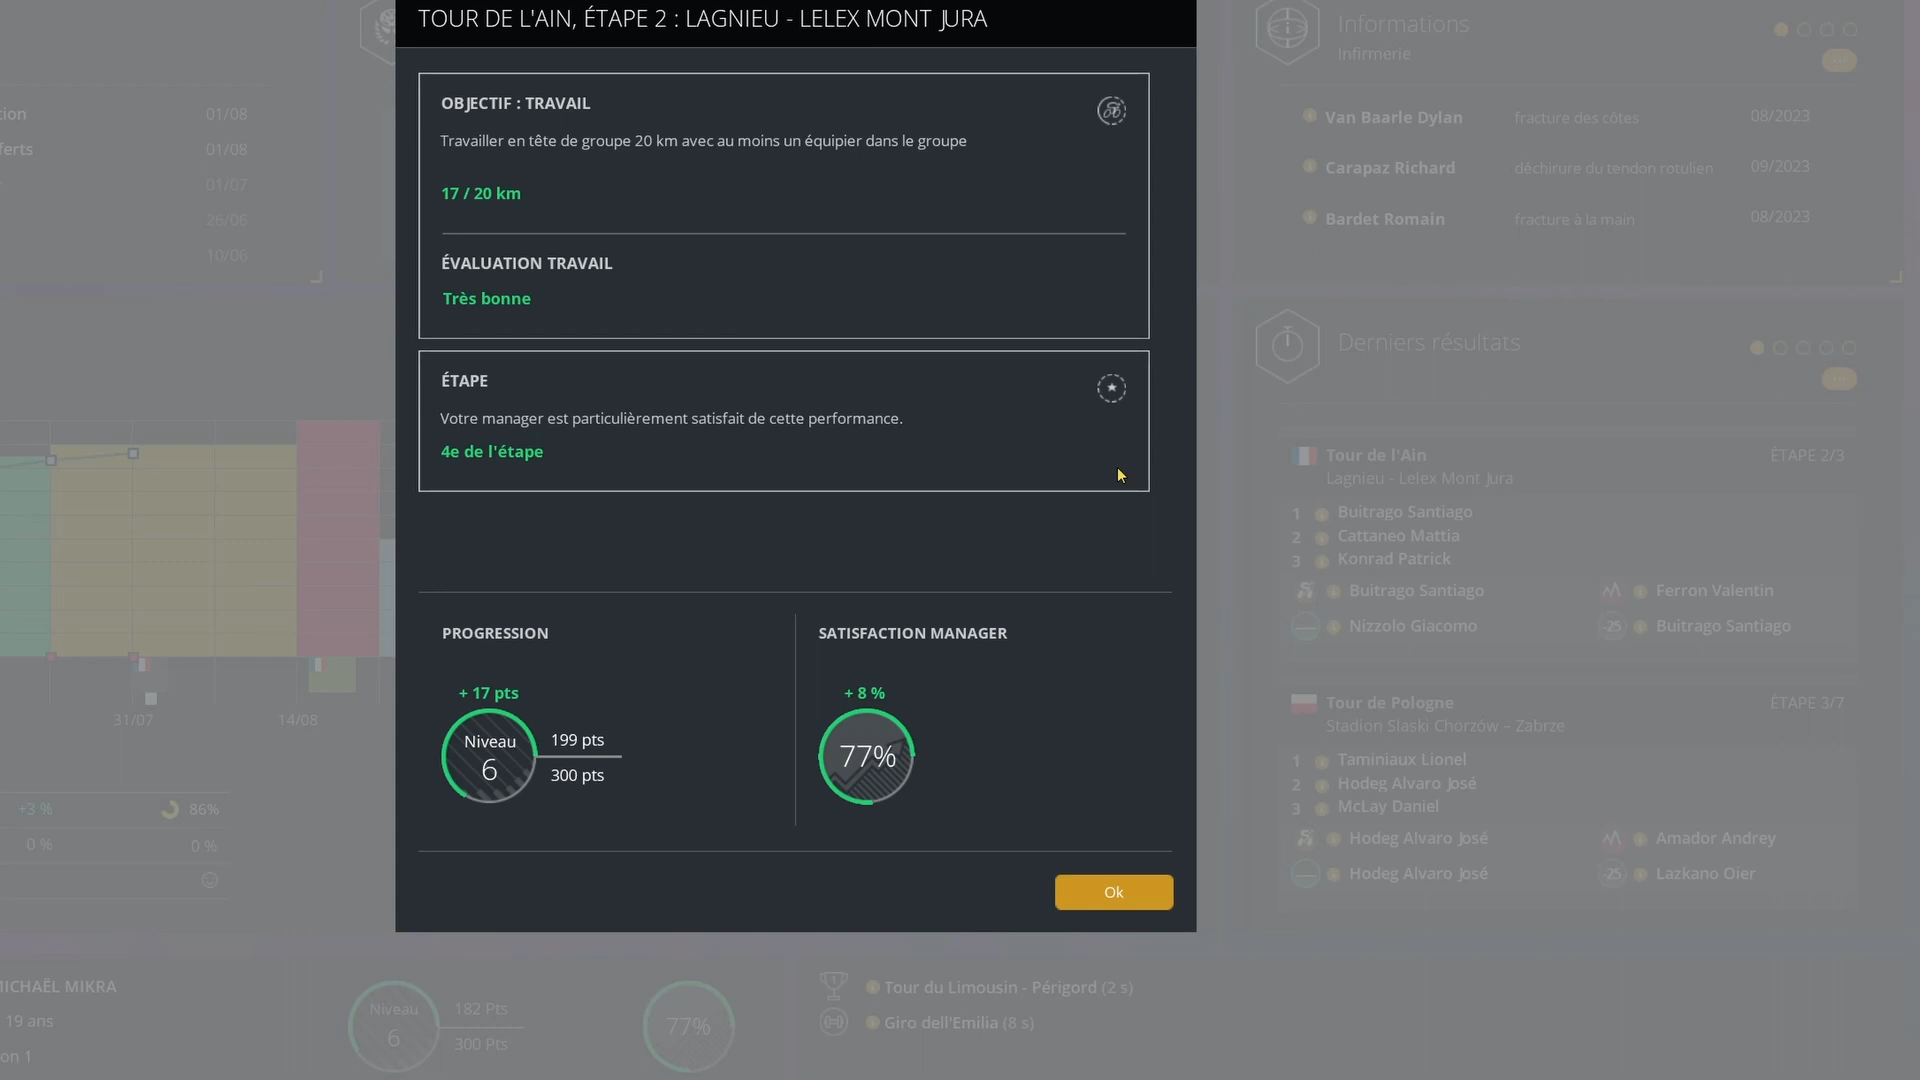 TOUR DE L'AIN, ÉTAPE 2 : LAGNIEU - LELEX MONT JURA
OBJECTIF : TRAVAIL
Travailler en tête de groupe 20 km avec au moins un équipier dans le groupe
17 / 20 km
ÉVALUATION TRAVAIL
Très bonne
ÉTAPE
Votre manager est particulièrement satisfait de cette performance.
4e de l'étape
PROGRESSION
+ 17 pts
Niveau
6
199 pts
300 pts
SATISFACTION MANAGER
+ 8 %
77%
Ok
tion 01/08
ferts 01/08
01/07
26/06
10/06
31/07 14/08
+3 % 86%
0 % 0 %
Informations
Infirmerie
Van Baarle Dylan fracture des côtes 08/2023
Carapaz Richard déchirure du tendon rotulien 09/2023
Bardet Romain fracture à la main 08/2023
Derniers résultats
Tour de l'Ain ÉTAPE 2/3
Lagnieu - Lelex Mont Jura
1 Buitrago Santiago
2 Cattaneo Mattia
3 Konrad Patrick
Buitrago Santiago Ferron Valentin
Nizzolo Giacomo -25 Buitrago Santiago
Tour de Pologne ÉTAPE 3/7
Stadion Slaski Chorzów – Zabrze
1 Taminiaux Lionel
2 Hodeg Alvaro José
3 McLay Daniel
Hodeg Alvaro José Amador Andrey
Hodeg Alvaro José -25 Lazkano Oier
MICHAËL MIKRA
19 ans
on 1
Niveau
6
182 Pts
300 Pts
77%
1 Tour du Limousin - Périgord (2 s)
Giro dell'Emilia (8 s)